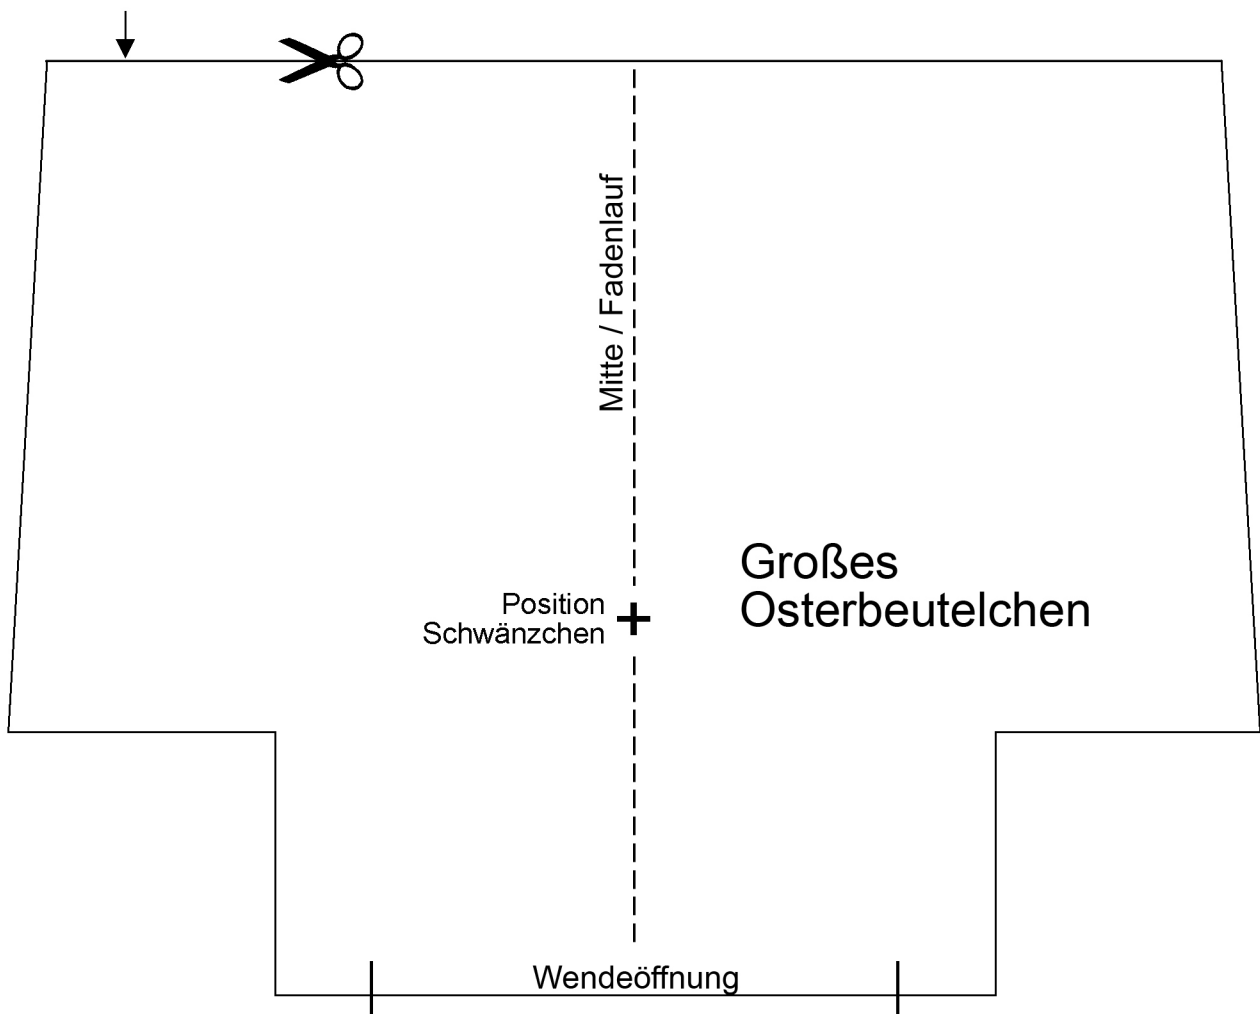 Mitte / Fadenlauf
Großes
Osterbeutelchen
Position
Schwänzchen
Wendeöffnung